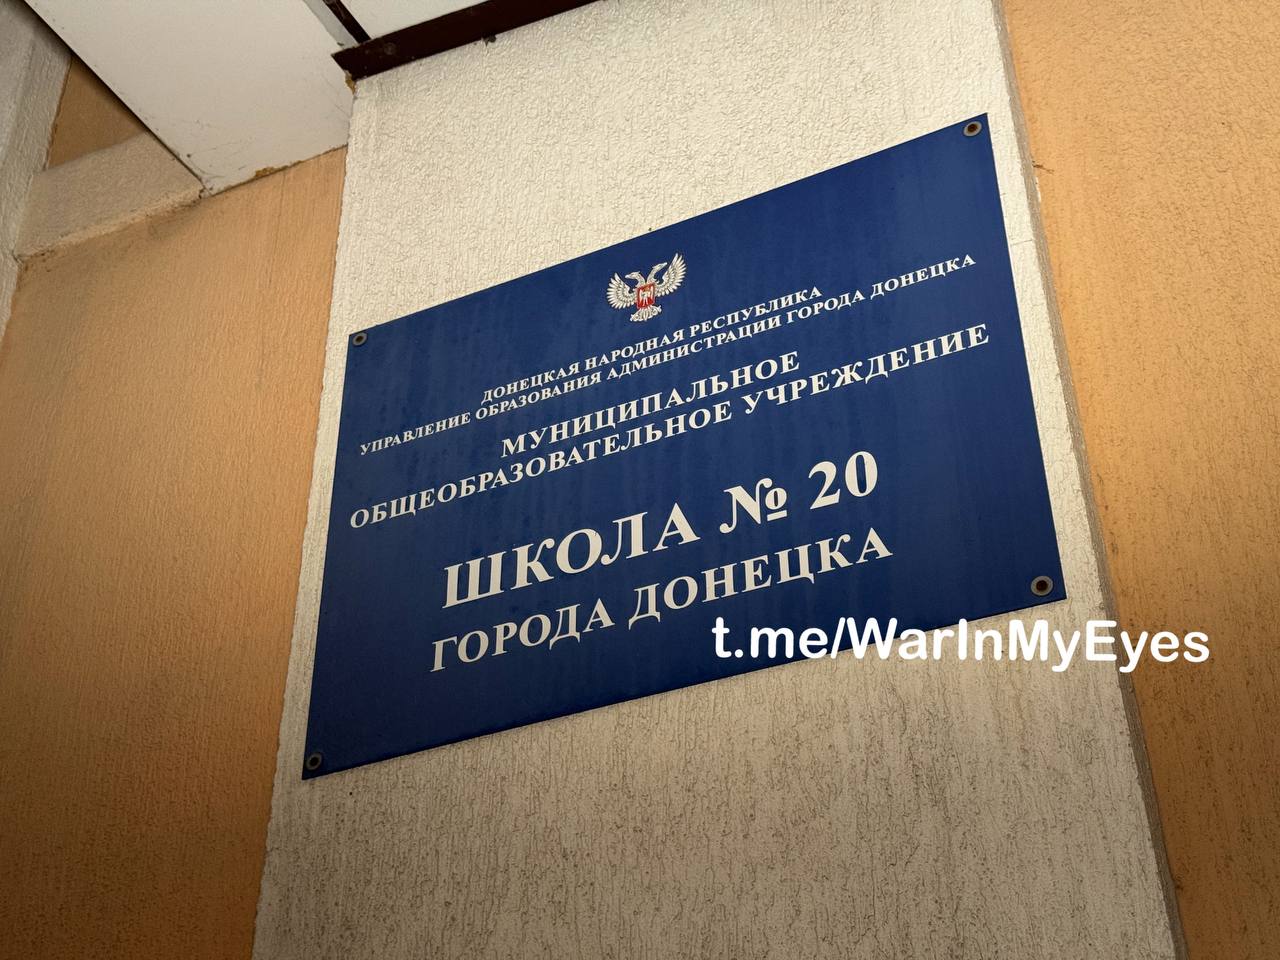 ДОНЕЦКАЯ НАРОДНАЯ РЕСПУБЛИКА
УПРАВЛЕНИЕ ОБРАЗОВАНИЯ АДМИНИСТРАЦИИ ГОРОДА ДОНЕЦКА
МУНИЦИПАЛЬНОЕ
ОБЩЕОБРАЗОВАТЕЛЬНОЕ УЧРЕЖДЕНИЕ
ШКОЛА № 20
ГОРОДА ДОНЕЦКА
t.me/WarInMyEyes